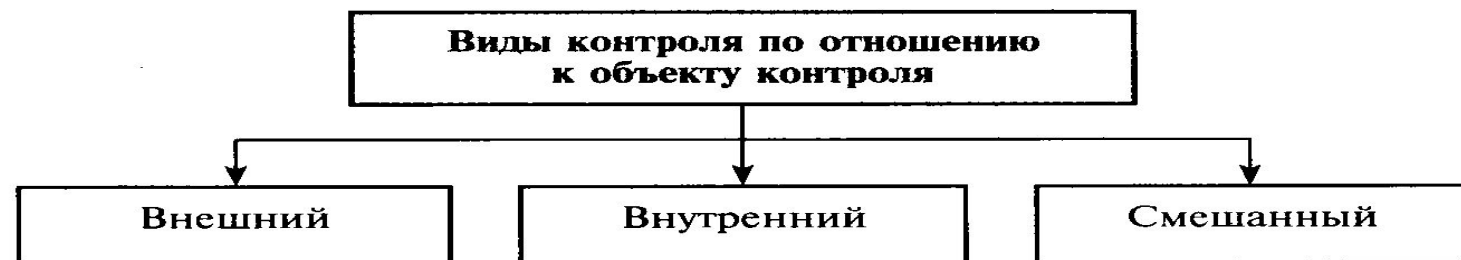 Виды контроля по отношению
к объекту контроля
Внешний
Внутренний
Смешанный